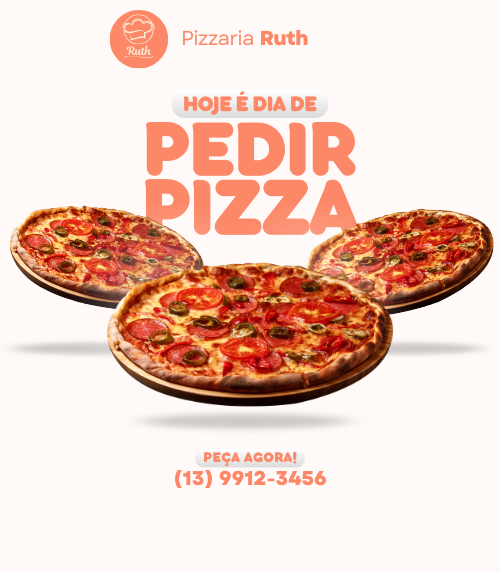 Ruth
Pizzaria Ruth
HOJE É DIA DE
PEDIR
PIZZA
PEÇA AGORA!
(13) 9912-3456